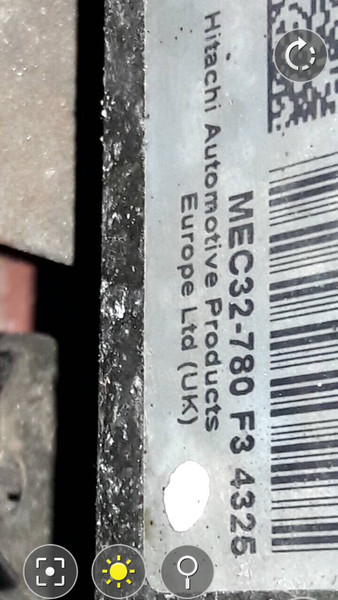 MEC32-780 F3 4325
Hitachi Automotive Products
Europe Ltd (UK)